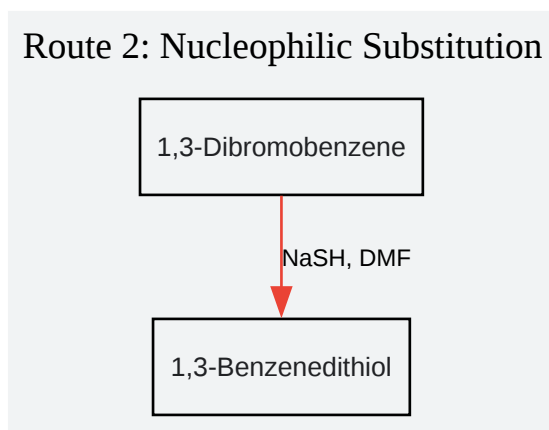 Route 2: Nucleophilic Substitution
1,3-Dibromobenzene
NaSH, DMF
1,3-Benzenedithiol